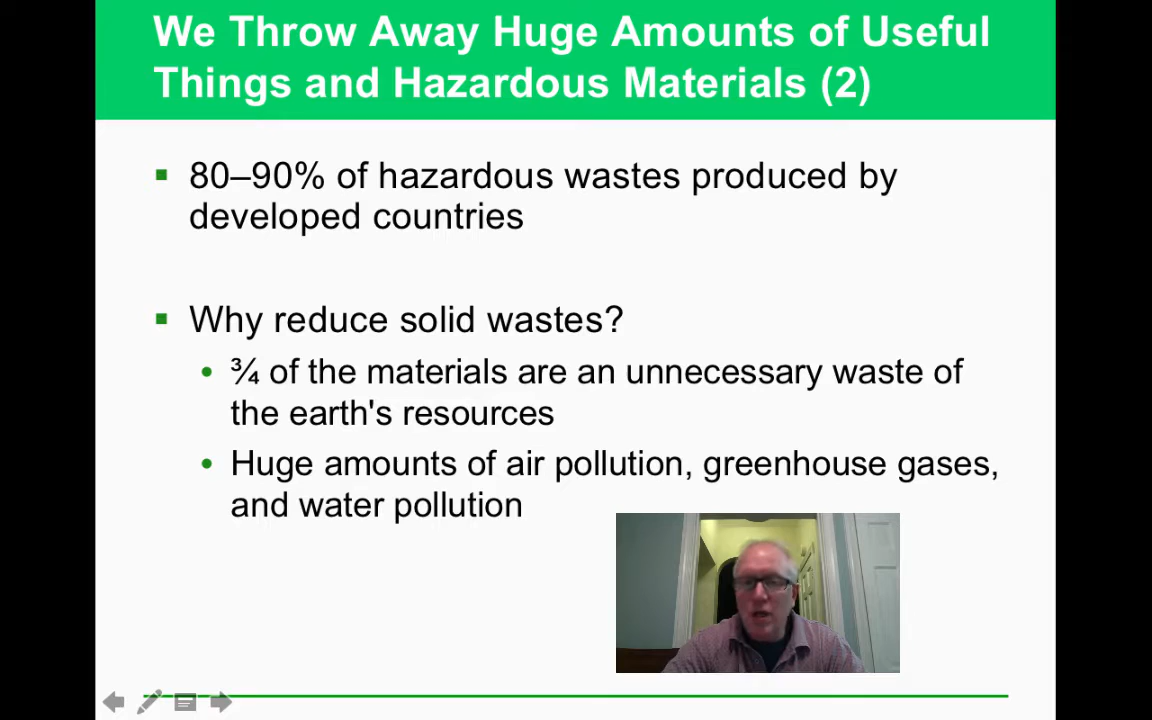 We Throw Away Huge Amounts of Useful
Things and Hazardous Materials (2)
80–90% of hazardous wastes produced by
developed countries
Why reduce solid wastes?
¾ of the materials are an unnecessary waste of
the earth's resources
Huge amounts of air pollution, greenhouse gases,
and water pollution